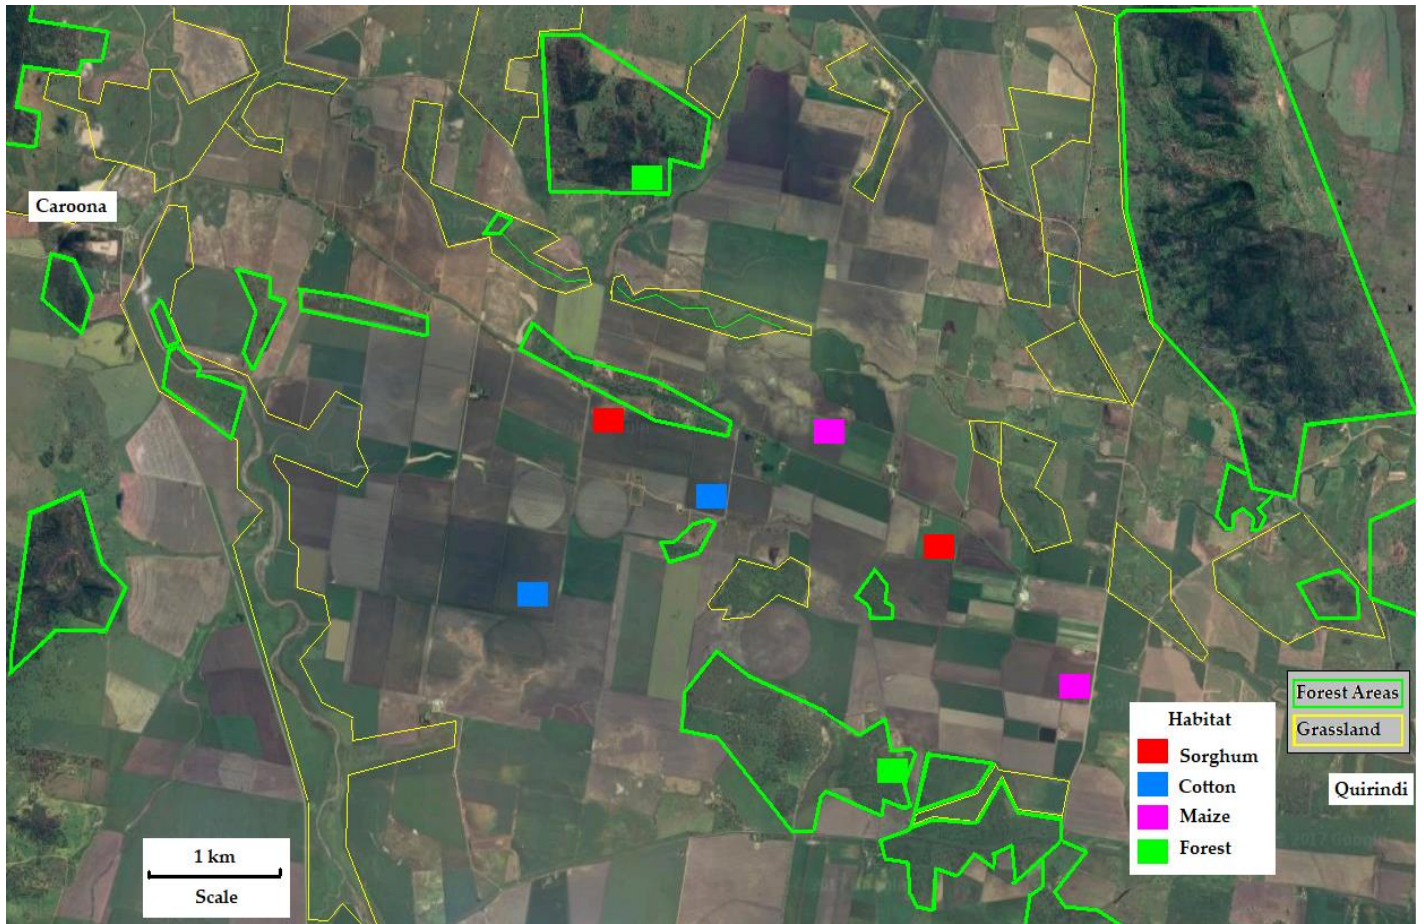 Caroona
Forest Areas
Grassland
Habitat
Sorghum
Cotton
Maize
Forest
Quirindi
1 km
Scale